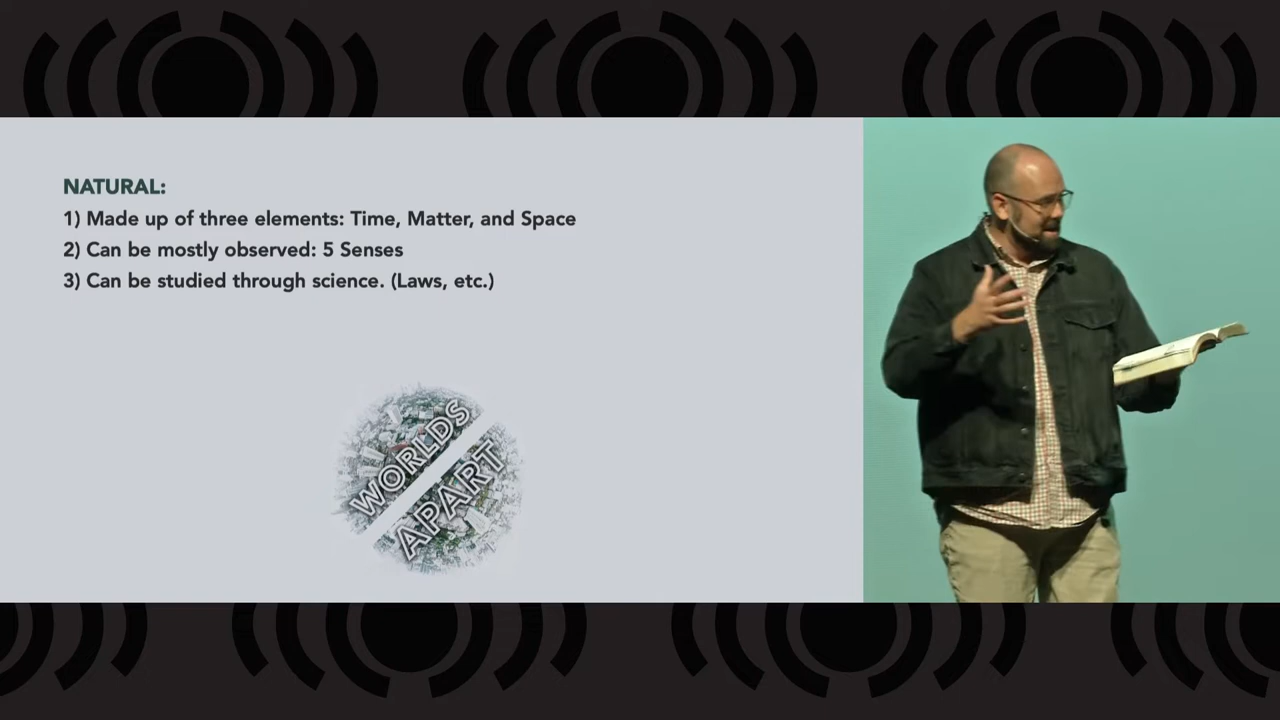 NATURAL:
1) Made up of three elements: Time, Matter, and Space
2) Can be mostly observed: 5 Senses
3) Can be studied through science. (Laws, etc.)
WORLDS
APART